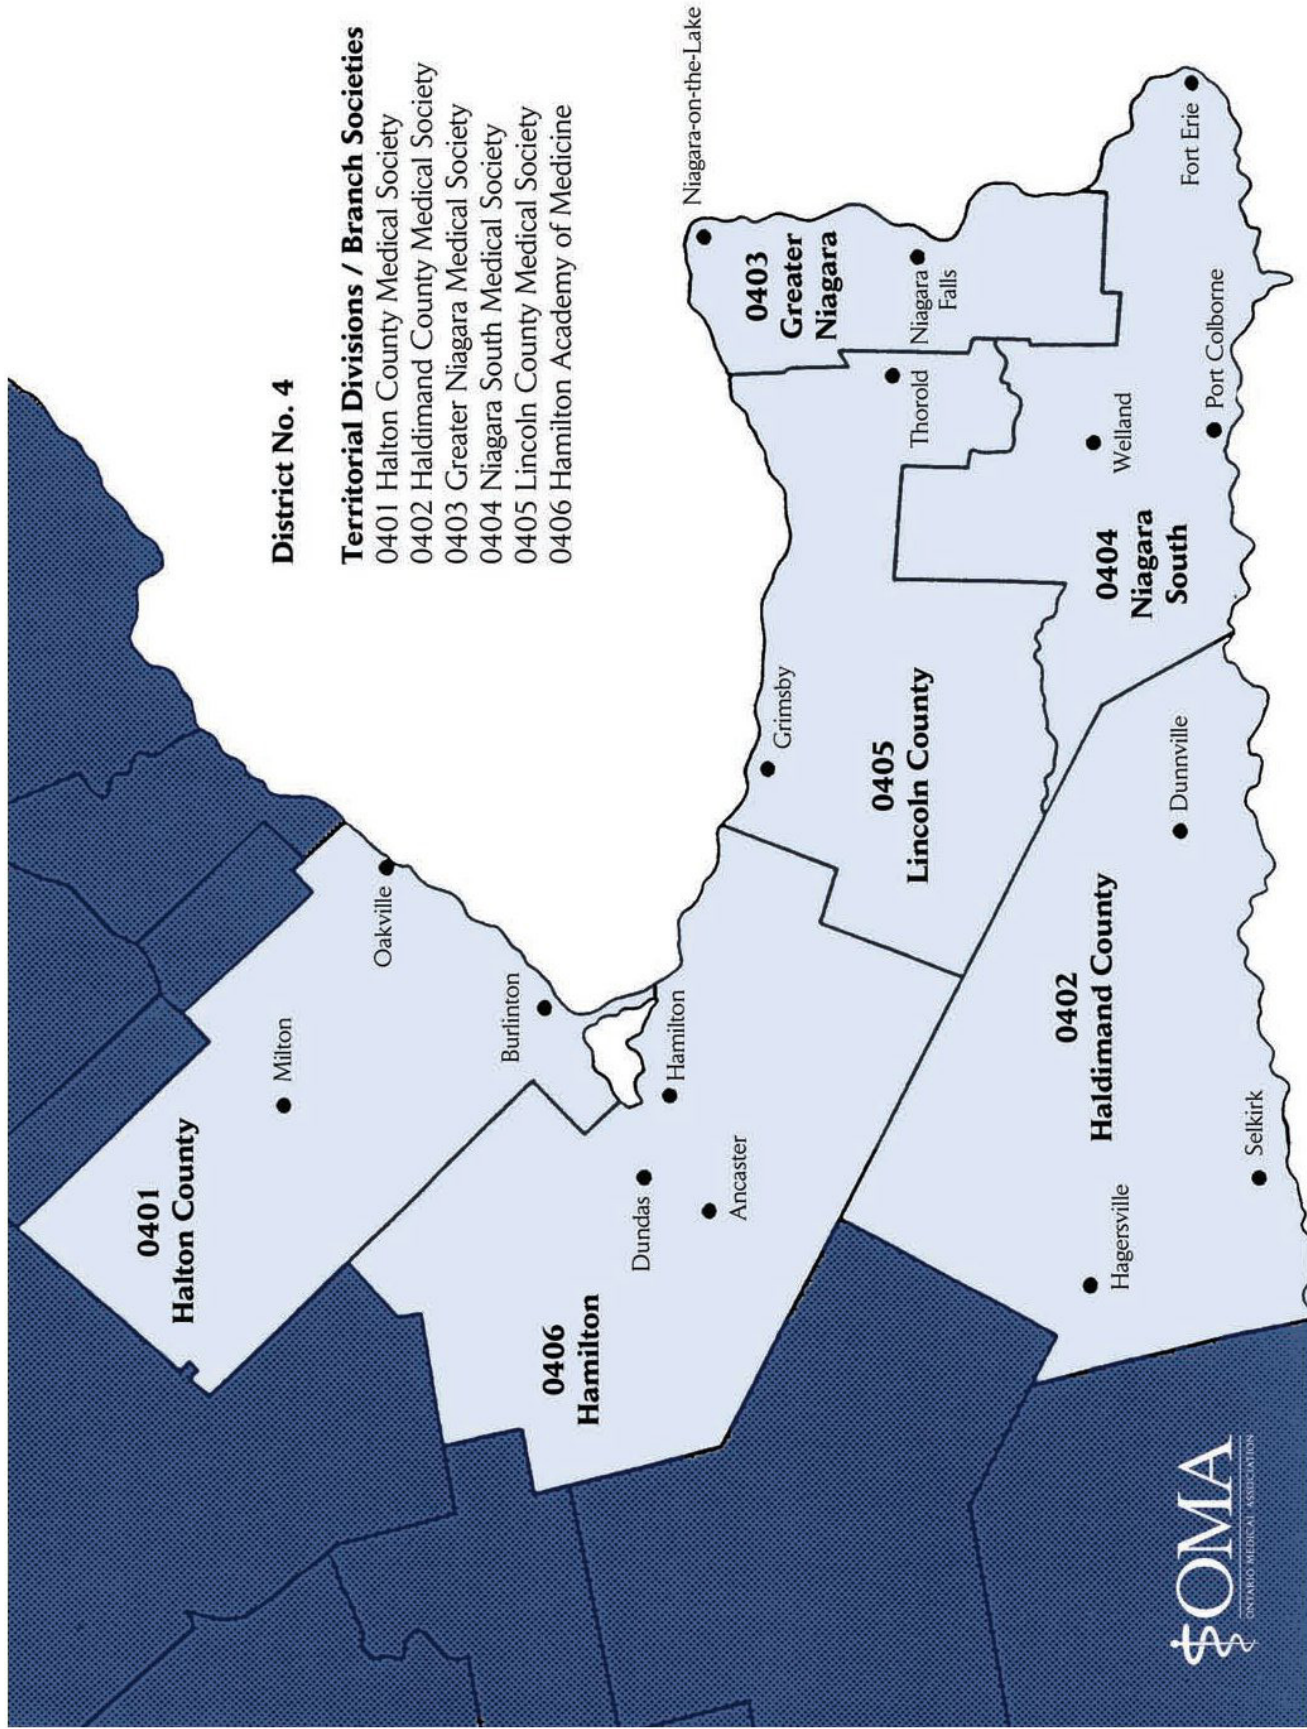 District No. 4
Territorial Divisions / Branch Societies
0401 Halton County Medical Society
0402 Haldimand County Medical Society
0403 Greater Niagara Medical Society
0404 Niagara South Medical Society
0405 Lincoln County Medical Society
0406 Hamilton Academy of Medicine
0401
Halton County
Milton
Oakville
Burlinton
0406
Hamilton
Dundas
Hamilton
Ancaster
Grimsby
0405
Lincoln County
Niagara-on-the-Lake
0403
Greater
Niagara
Thorold
Niagara
Falls
0404
Niagara
South
Welland
Port Colborne
Fort Erie
0402
Haldimand County
Dunnville
Hagersville
Selkirk
OMA
ONTARIO MEDICAL ASSOCIATION